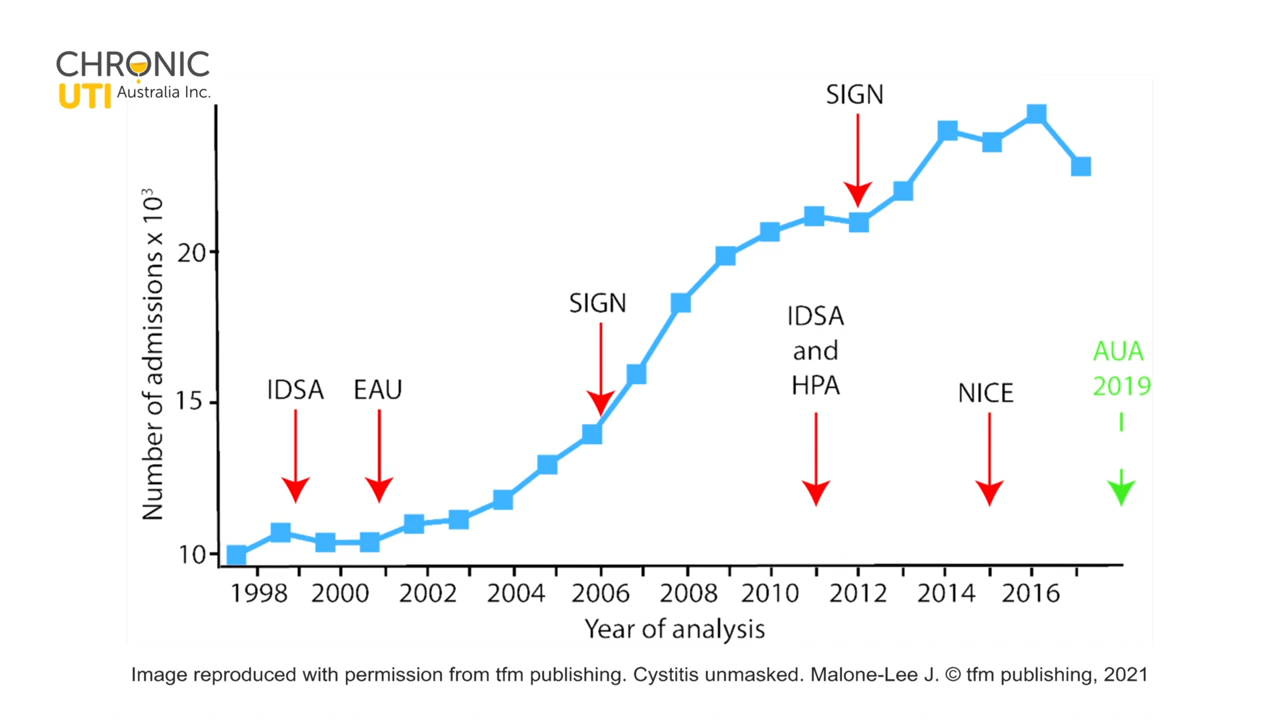 CHRONIC
UTI Australia Inc.
Number of admissions x 10³
20
15
10
IDSA
EAU
SIGN
SIGN
IDSA
and
HPA
NICE
AUA
2019
1998 2000 2002 2004 2006 2008 2010 2012 2014 2016
Year of analysis
Image reproduced with permission from tfm publishing. Cystitis unmasked. Malone-Lee J. © tfm publishing, 2021